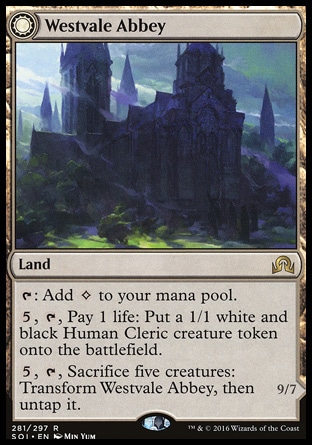 Westvale Abbey
Land
: Add to your mana pool.
5, , Pay 1 life: Put a 1/1 white and
black Human Cleric creature token
onto the battlefield.
5, , Sacrifice five creatures:
Transform Westvale Abbey, then
untap it.
9/7
281/297 R
SOI • EN Min Yum
™ & © 2016 Wizards of the Coast